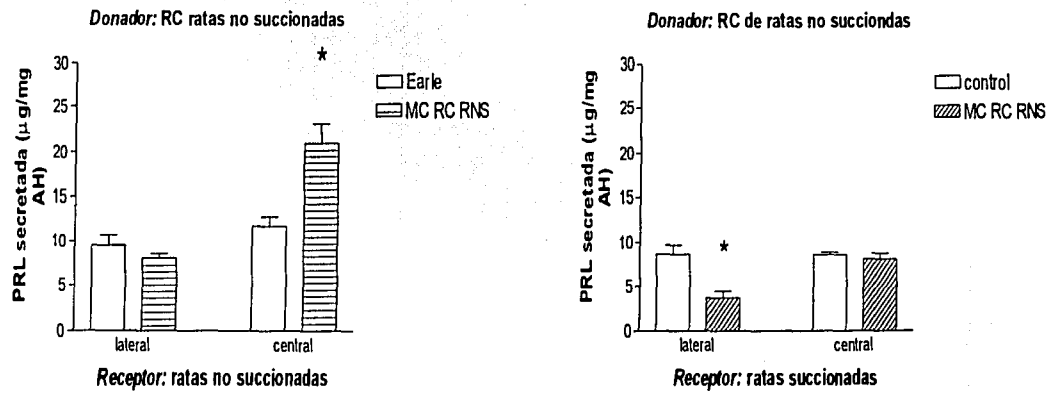 Donador: RC ratas no succionadas
*
30
25
20
15
10
5
0
PRL secretada (µg/mg
AH)
Earle
MC RC RNS
lateral
central
Receptor: ratas no succionadas
Donador: RC de ratas no succiondas
30
25
20
15
10
5
0
PRL secretada (µg/mg
AH)
control
MC RC RNS
*
lateral
central
Receptor: ratas succionadas